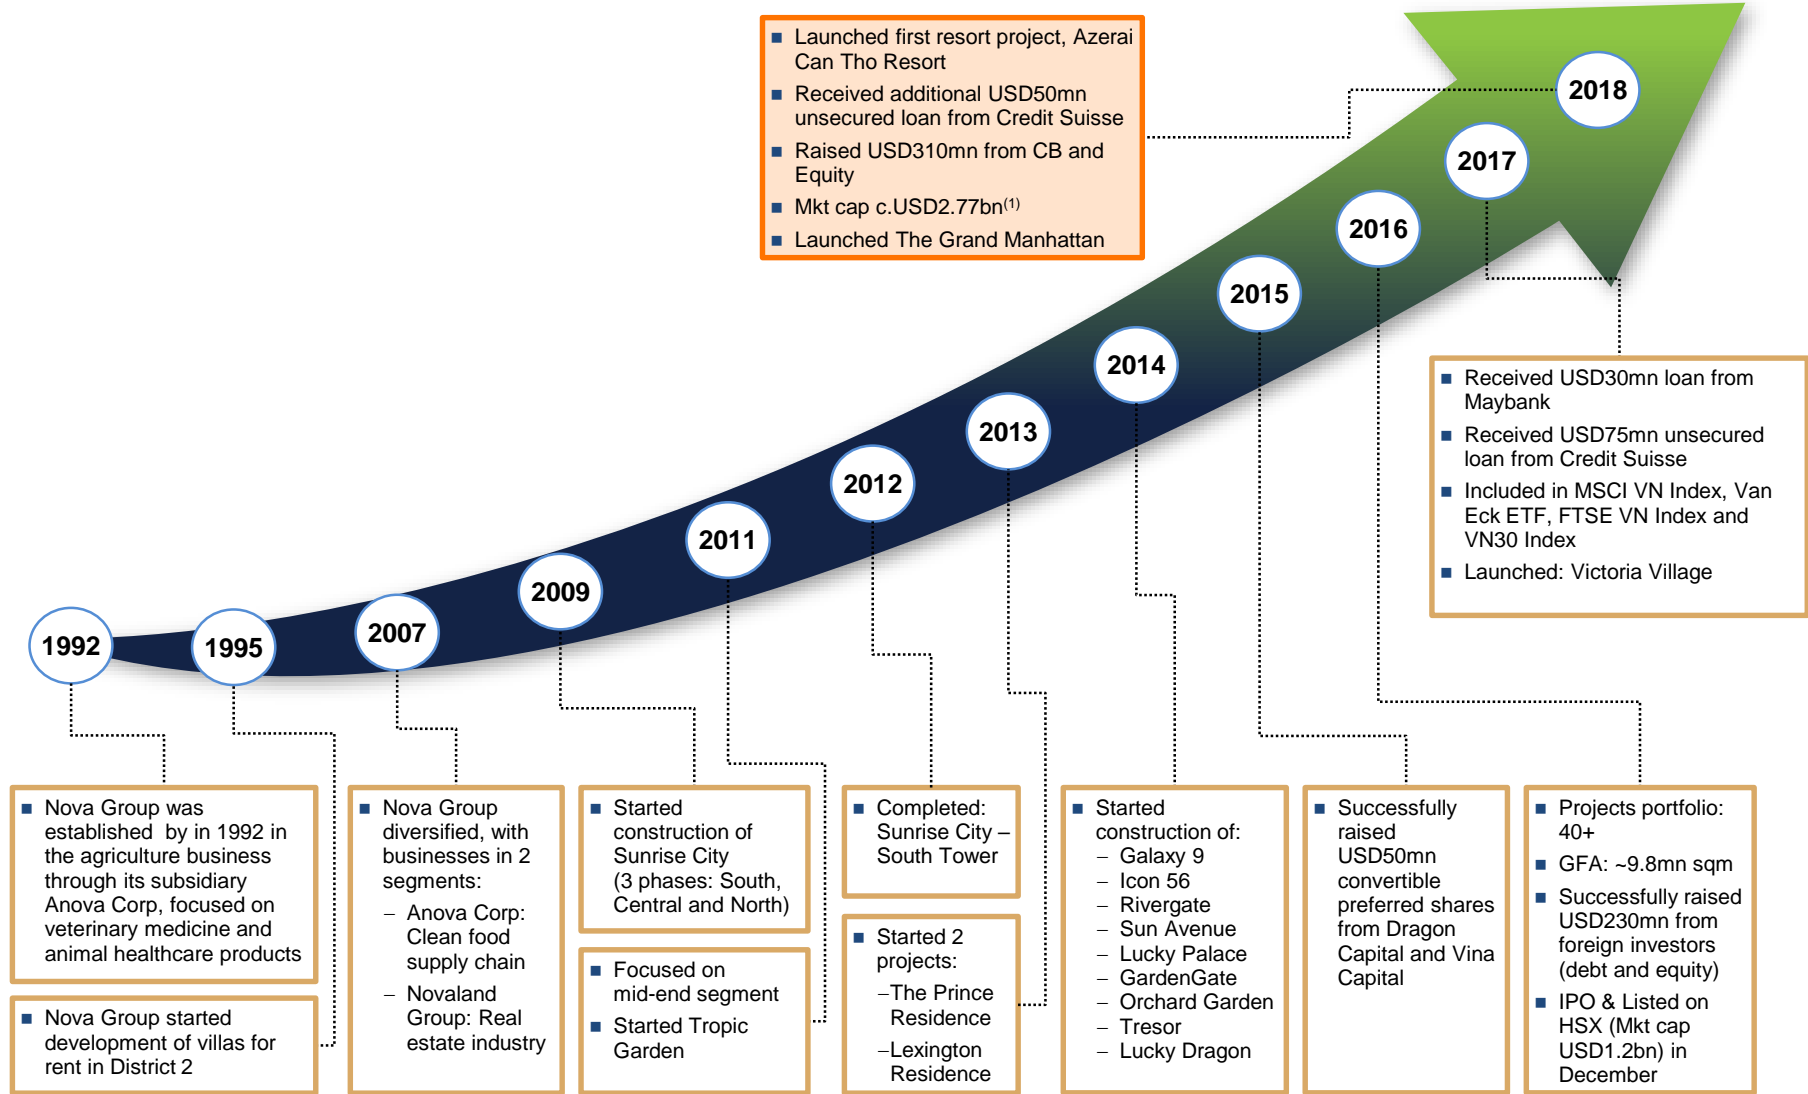 ■ Launched first resort project, Azerai
Can Tho Resort
■ Received additional USD50mn
unsecured loan from Credit Suisse
■ Raised USD310mn from CB and
Equity
■ Mkt cap c.USD2.77bn(1)
■ Launched The Grand Manhattan
2018
2017
2016
2015
2014
2013
2012
2011
2009
2007
1995
1992
■ Received USD30mn loan from
Maybank
■ Received USD75mn unsecured
loan from Credit Suisse
■ Included in MSCI VN Index, Van
Eck ETF, FTSE VN Index and
VN30 Index
■ Launched: Victoria Village
■ Nova Group was
established by in 1992 in
the agriculture business
through its subsidiary
Anova Corp, focused on
veterinary medicine and
animal healthcare products
■ Nova Group started
development of villas for
rent in District 2
■ Nova Group
diversified, with
businesses in 2
segments:
– Anova Corp:
Clean food
supply chain
– Novaland
Group: Real
estate industry
■ Started
construction of
Sunrise City
(3 phases: South,
Central and North)
■ Focused on
mid-end segment
■ Started Tropic
Garden
■ Completed:
Sunrise City –
South Tower
■ Started 2
projects:
–The Prince
Residence
–Lexington
Residence
■ Started
construction of:
– Galaxy 9
– Icon 56
– Rivergate
– Sun Avenue
– Lucky Palace
– GardenGate
– Orchard Garden
– Tresor
– Lucky Dragon
■ Successfully
raised
USD50mn
convertible
preferred shares
from Dragon
Capital and Vina
Capital
■ Projects portfolio:
40+
■ GFA: ~9.8mn sqm
■ Successfully raised
USD230mn from
foreign investors
(debt and equity)
■ IPO & Listed on
HSX (Mkt cap
USD1.2bn) in
December